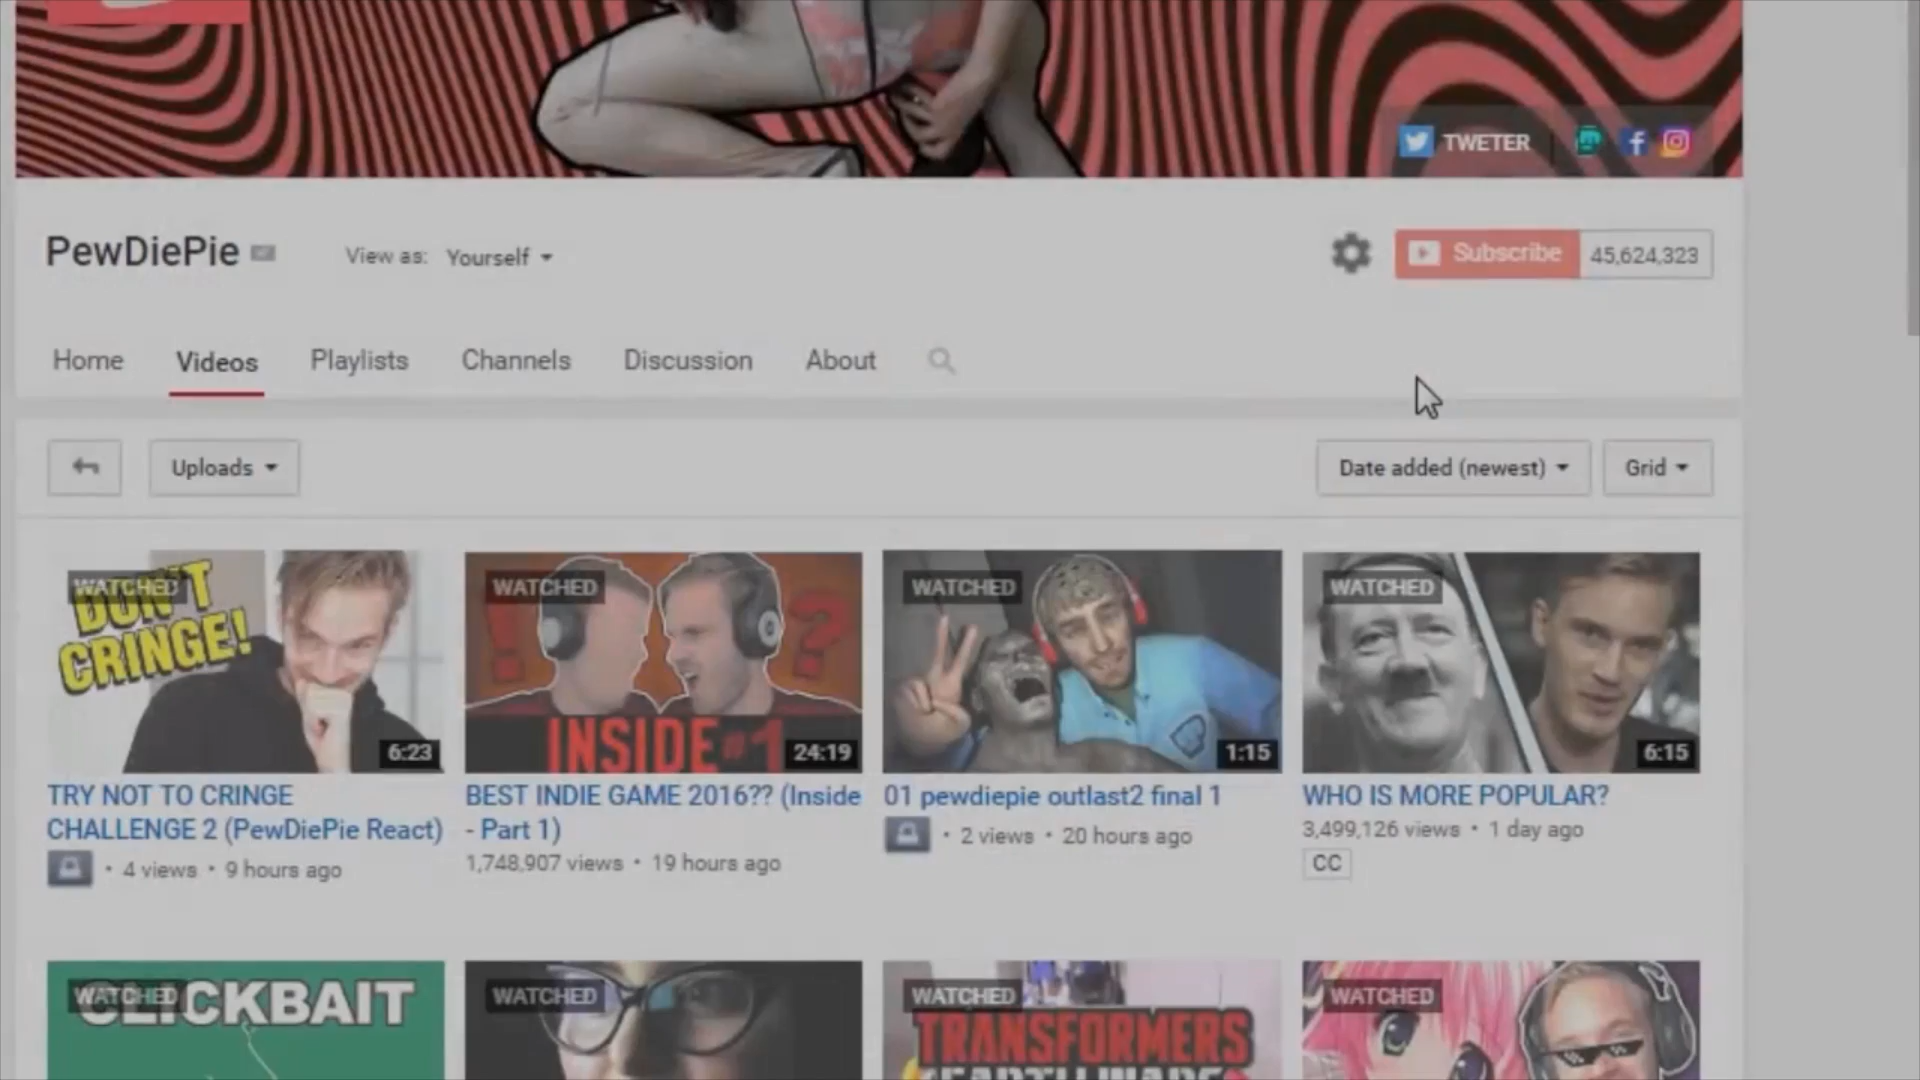 TWETER
PewDiePie
View as: Yourself
Subscribe 45,624,323
Home Videos Playlists Channels Discussion About
Uploads
Date added (newest) Grid
WATCHED
DON'T
CRINGE!
6:23
WATCHED
! ?
INSIDE #1
24:19
WATCHED
1:15
WATCHED
6:15
TRY NOT TO CRINGE
CHALLENGE 2 (PewDiePie React)
• 4 views • 9 hours ago
BEST INDIE GAME 2016?? (Inside
- Part 1)
1,748,907 views • 19 hours ago
01 pewdiepie outlast2 final 1
• 2 views • 20 hours ago
WHO IS MORE POPULAR?
3,499,126 views • 1 day ago
CC
WATCHED
CLICKBAIT
WATCHED
WATCHED
TRANSFORMERS
EARTH WARS
WATCHED